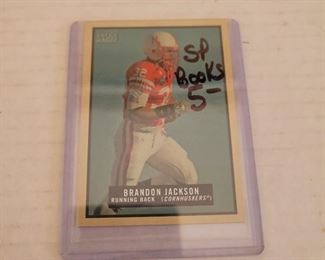 SP
Books
5-
BRANDON JACKSON
RUNNING BACK (CORNHUSKERS®)